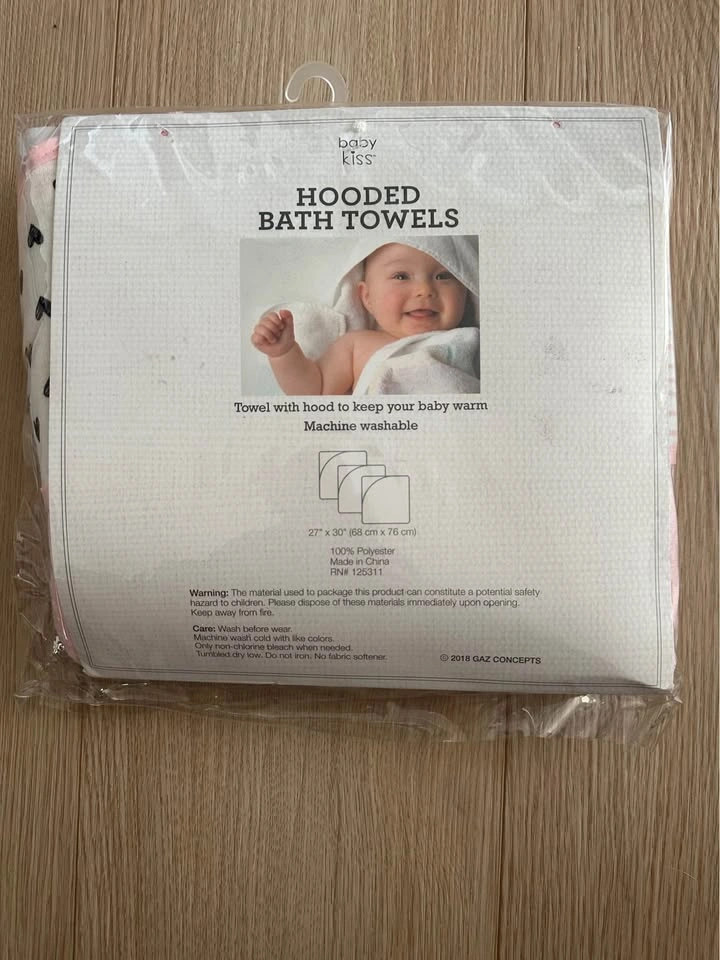 baby
kiss™
HOODED
BATH TOWELS
Towel with hood to keep your baby warm
Machine washable
27" x 30" (68 cm x 76 cm)
100% Polyester
Made in China
RN# 125311
Warning: The material used to package this product can constitute a potential safety
hazard to children. Please dispose of these materials immediately upon opening.
Keep away from fire.
Care: Wash before wear.
Machine wash cold with like colors.
Only non-chlorine bleach when needed.
Tumbled dry low. Do not iron. No fabric softener.
© 2018 GAZ CONCEPTS